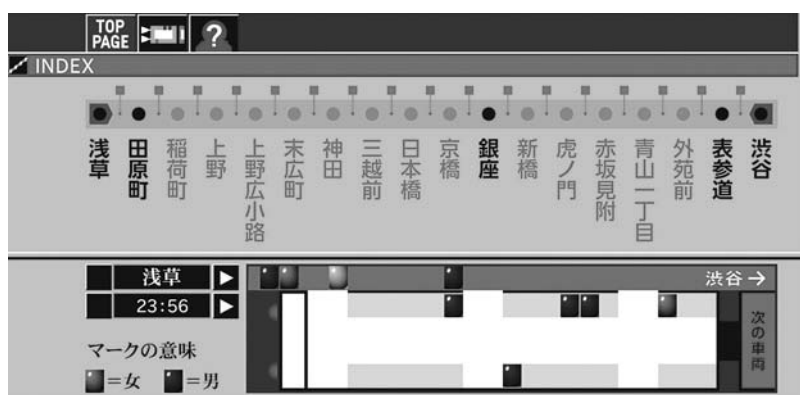 TOP
PAGE
?
INDEX
浅草
田原町
稲荷町
上野
上野広小路
末広町
神田
三越前
日本橋
京橋
銀座
新橋
虎ノ門
赤坂見附
青山一丁目
外苑前
表参道
渋谷
浅草
渋谷→
23:56
次の車両
マークの意味
=女 =男